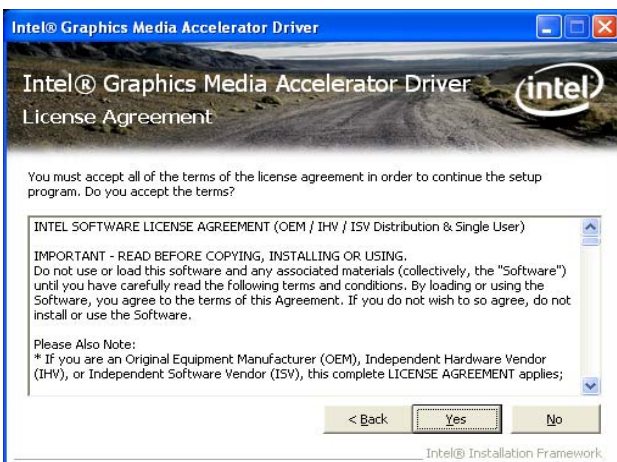 Intel® Graphics Media Accelerator Driver
Intel® Graphics Media Accelerator Driver
intel
License Agreement
You must accept all of the terms of the license agreement in order to continue the setup
program. Do you accept the terms?
INTEL SOFTWARE LICENSE AGREEMENT (OEM / IHV / ISV Distribution & Single User)
IMPORTANT - READ BEFORE COPYING, INSTALLING OR USING.
Do not use or load this software and any associated materials (collectively, the "Software")
until you have carefully read the following terms and conditions. By loading or using the
Software, you agree to the terms of this Agreement. If you do not wish to so agree, do not
install or use the Software.
Please Also Note:
* If you are an Original Equipment Manufacturer (OEM), Independent Hardware Vendor
(IHV), or Independent Software Vendor (ISV), this complete LICENSE AGREEMENT applies;
< Back Yes No
Intel® Installation Framework